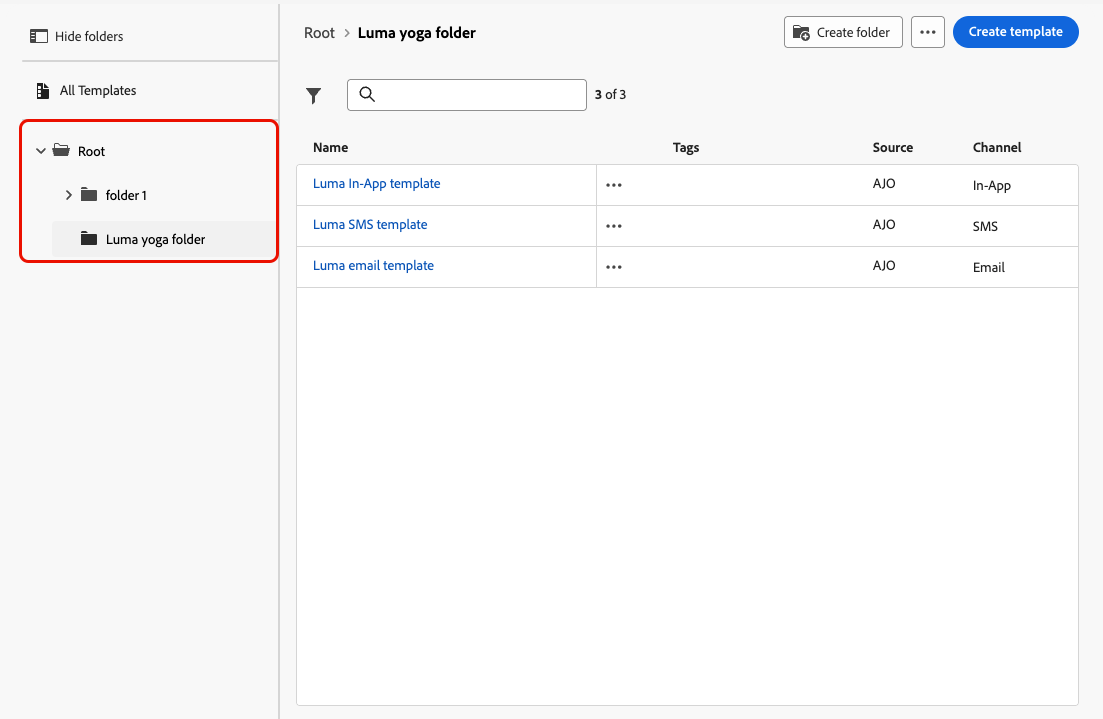 Hide folders
All Templates
Root
folder 1
Luma yoga folder
Root > Luma yoga folder
Create folder
Create template
3 of 3
Name Tags Source Channel
Luma In-App template AJO In-App
Luma SMS template AJO SMS
Luma email template AJO Email